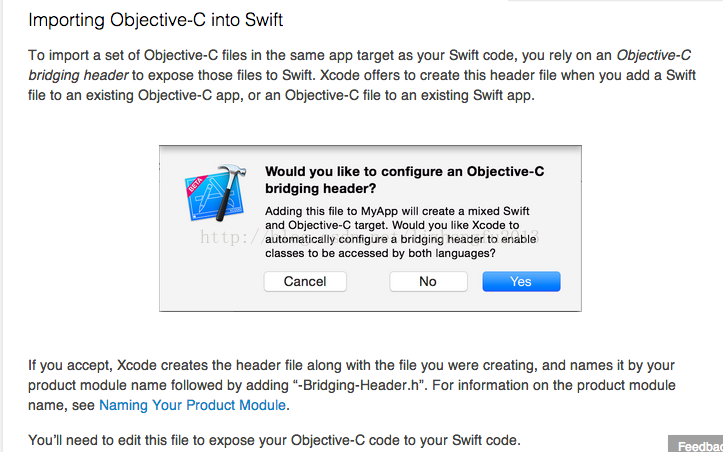 Importing Objective-C into Swift
To import a set of Objective-C files in the same app target as your Swift code, you rely on an Objective-C
bridging header to expose those files to Swift. Xcode offers to create this header file when you add a Swift
file to an existing Objective-C app, or an Objective-C file to an existing Swift app.
BETA
Would you like to configure an Objective-C
bridging header?
Adding this file to MyApp will create a mixed Swift
and Objective-C target. Would you like Xcode to
http://
automatically configure a bridging header to enable
classes to be accessed by both languages?
Cancel No Yes
If you accept, Xcode creates the header file along with the file you were creating, and names it by your
product module name followed by adding “-Bridging-Header.h”. For information on the product module
name, see Naming Your Product Module.
You’ll need to edit this file to expose your Objective-C code to your Swift code.
Feedbac